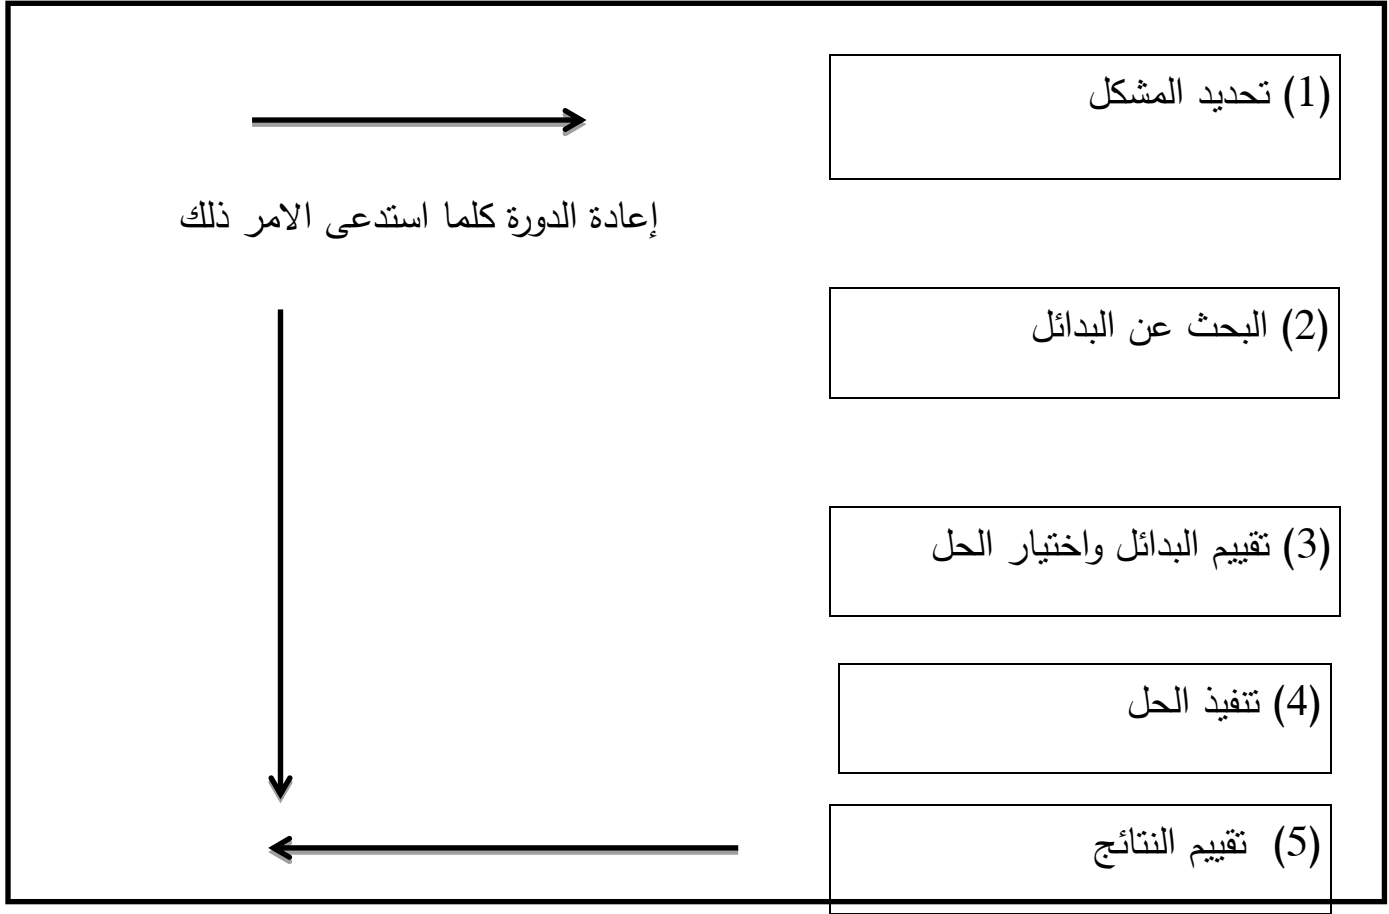 (1) تحديد المشكل
إعادة الدورة كلما استدعى الامر ذلك
(2) البحث عن البدائل
(3) تقييم البدائل واختيار الحل
(4) تنفيذ الحل
(5) تقييم النتائج